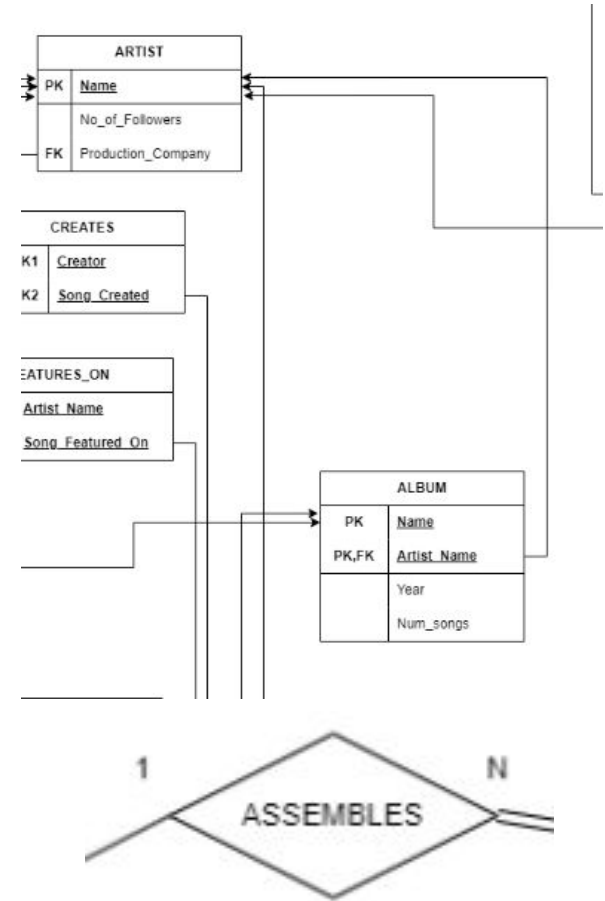 ARTIST
PK Name
No_of_Followers
FK Production_Company
CREATES
K1 Creator
K2 Song_Created
EATURES_ON
Artist_Name
Song_Featured_On
ALBUM
PK Name
PK,FK Artist_Name
Year
Num_songs
1 N
ASSEMBLES